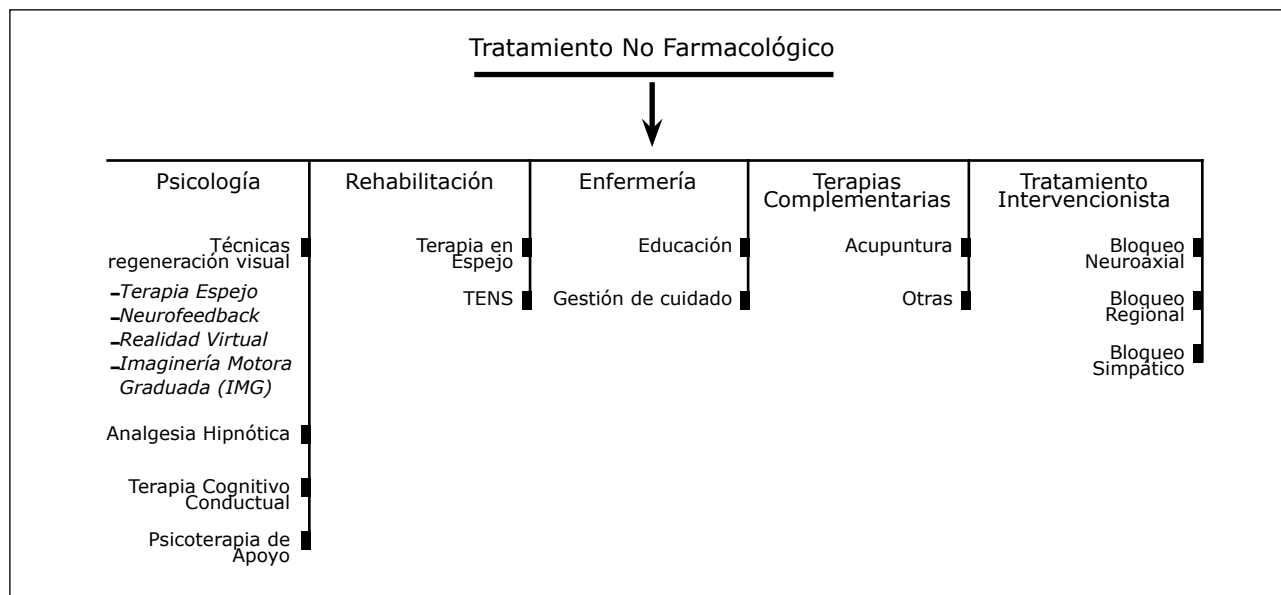 Tratamiento No Farmacológico
Psicología
Técnicas
regeneración visual
-Terapia Espejo
-Neurofeedback
-Realidad Virtual
-Imaginería Motora
Graduada (IMG)
Analgesia Hipnótica
Terapia Cognitivo
Conductual
Psicoterapia de
Apoyo
Rehabilitación
Terapia en
Espejo
TENS
Enfermería
Educación
Gestión de cuidado
Terapias
Complementarias
Acupuntura
Otras
Tratamiento
Intervencionista
Bloqueo
Neuroaxial
Bloqueo
Regional
Bloqueo
Simpático